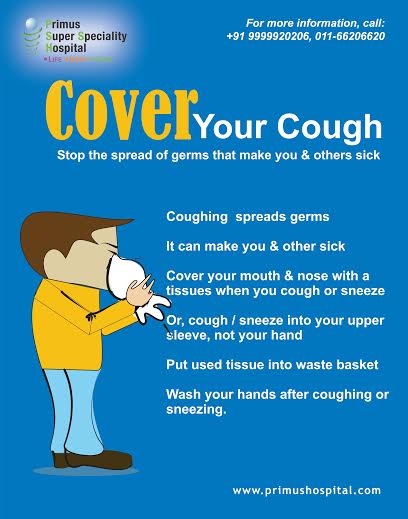 Primus
Super Speciality
Hospital
For more information, call:
+91 9999920206, 011-66206620
Cover Your Cough
Stop the spread of germs that make you & others sick
Coughing spreads germs
It can make you & other sick
Cover your mouth & nose with a
tissues when you cough or sneeze
Or, cough / sneeze into your upper
sleeve, not your hand
Put used tissue into waste basket
Wash your hands after coughing or
sneezing.
www.primushospital.com